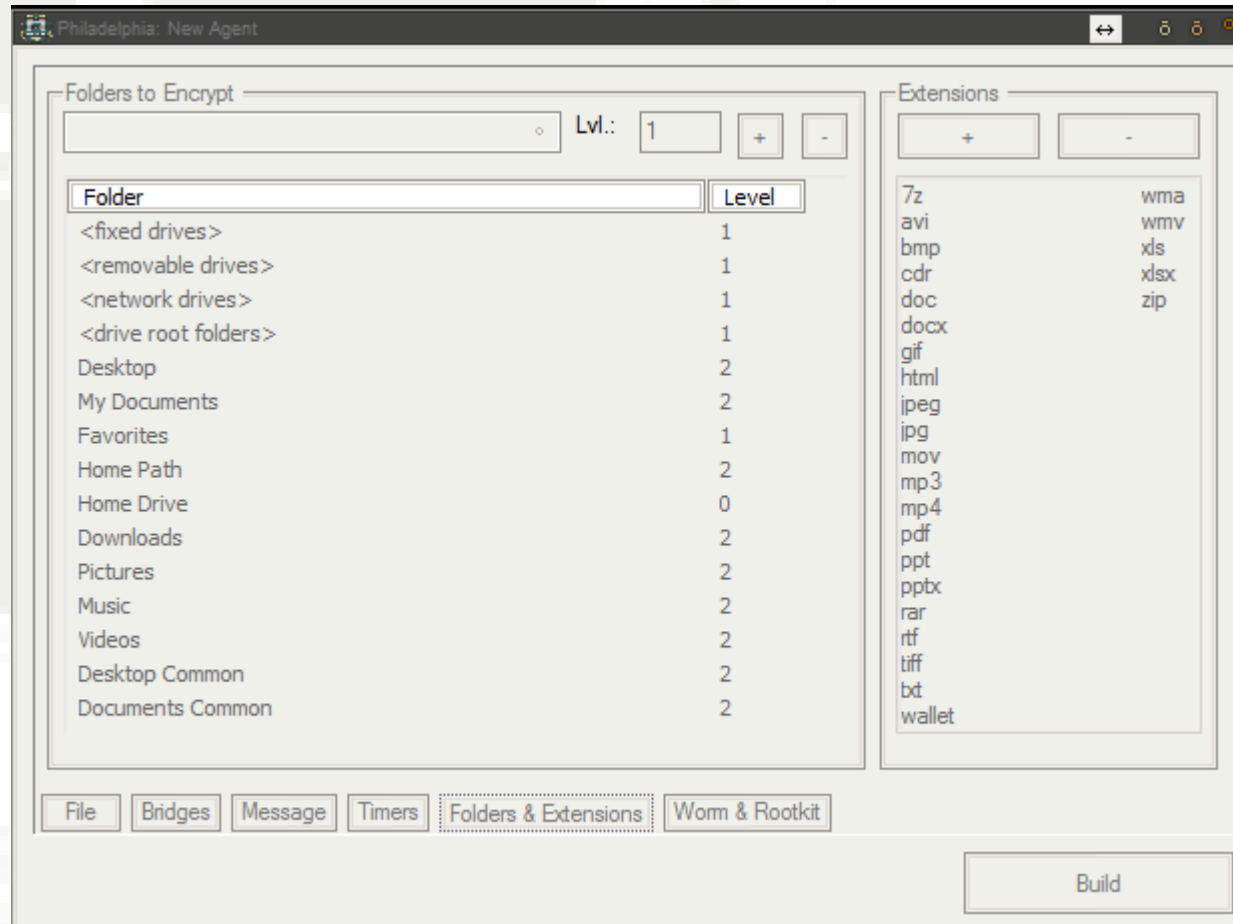 Philadelphia: New Agent
Folders to Encrypt
Lvl.: 1 + -
Folder Level
<fixed drives> 1
<removable drives> 1
<network drives> 1
<drive root folders> 1
Desktop 2
My Documents 2
Favorites 1
Home Path 2
Home Drive 0
Downloads 2
Pictures 2
Music 2
Videos 2
Desktop Common 2
Documents Common 2
Extensions
+ -
7z
avi
bmp
cdr
doc
docx
gif
html
jpeg
jpg
mov
mp3
mp4
pdf
ppt
pptx
rar
rtf
tiff
txt
wallet
wma
wmv
xls
xlsx
zip
File Bridges Message Timers Folders & Extensions Worm & Rootkit
Build